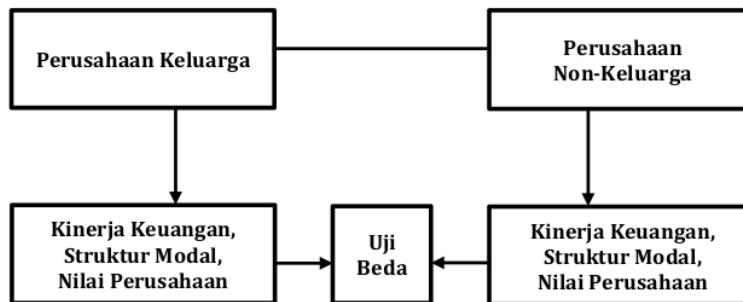 Perusahaan Keluarga
Perusahaan
Non-Keluarga
Kinerja Keuangan,
Struktur Modal,
Nilai Perusahaan
Uji
Beda
Kinerja Keuangan,
Struktur Modal,
Nilai Perusahaan